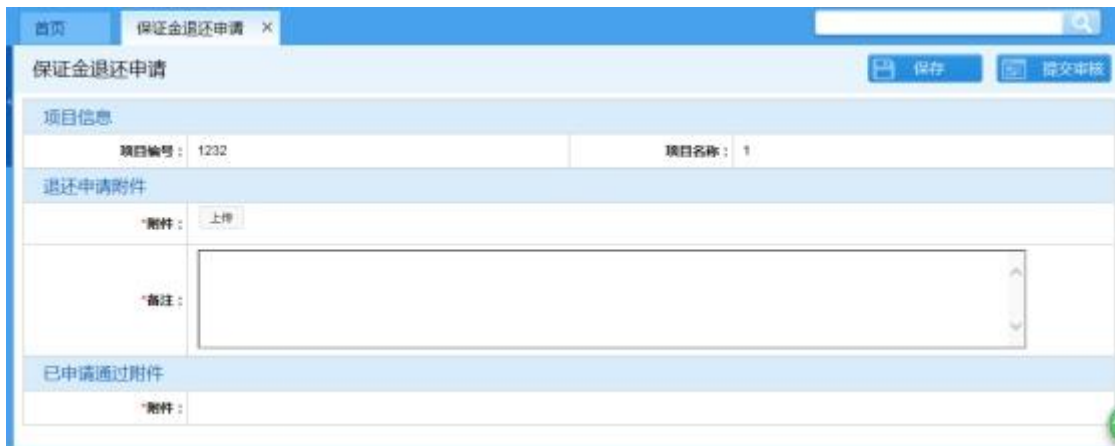 首页 保证金退还申请 ×
保证金退还申请 保存 提交审核
项目信息
项目编号： 1232 项目名称： 1
退还申请附件
*附件： 上传
*备注：
已申请通过附件
*附件：